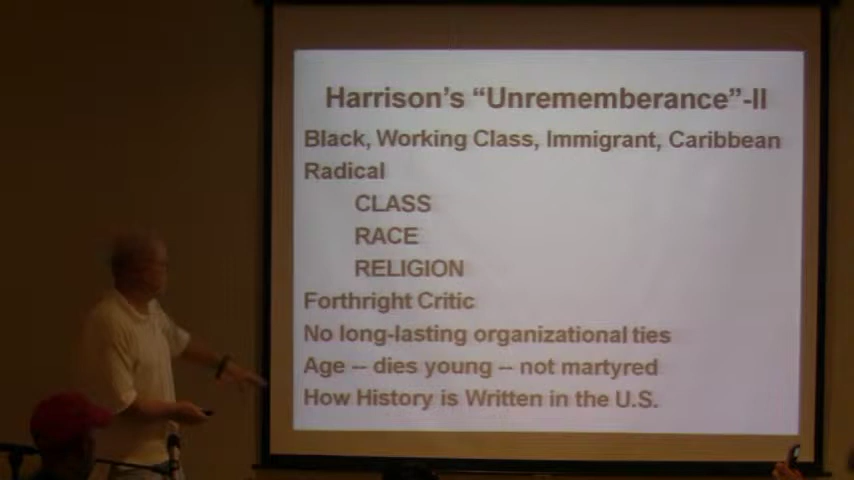 Harrison's “Unrememberance”-II
Black, Working Class, Immigrant, Caribbean
Radical
CLASS
RACE
RELIGION
Forthright Critic
No long-lasting organizational ties
Age -- dies young -- not martyred
How History is Written in the U.S.